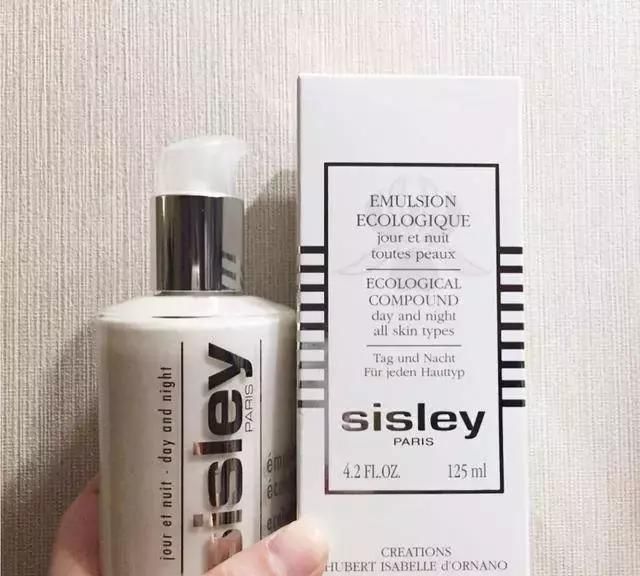 jour et nuit · day and night
sisley
PARIS
EMULSION
ECOLOGIQUE
jour et nuit
toutes peaux
ECOLOGICAL
COMPOUND
day and night
all skin types
Tag und Nacht
Für jeden Hauttyp
sisley
PARIS
4.2 FL.OZ. 125 ml
CREATIONS
HUBERT ISABELLE d'ORNANO